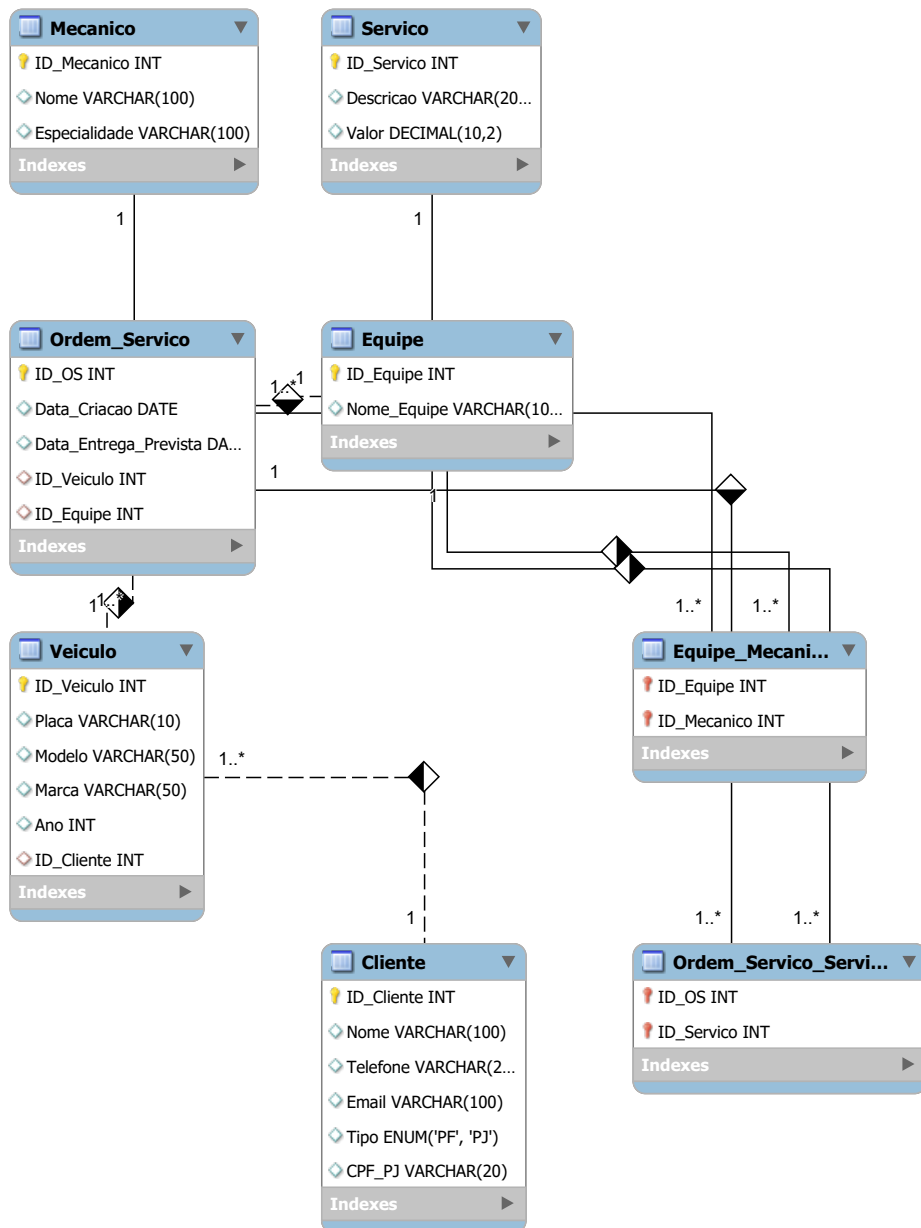 Mecanico
ID_Mecanico INT
Nome VARCHAR(100)
Especialidade VARCHAR(100)
Indexes
Servico
ID_Servico INT
Descricao VARCHAR(20...
Valor DECIMAL(10,2)
Indexes
1
1
Ordem_Servico
ID_OS INT
Data_Criacao DATE
Data_Entrega_Prevista DA...
ID_Veiculo INT
ID_Equipe INT
Indexes
1..*
1
Equipe
ID_Equipe INT
Nome_Equipe VARCHAR(10...
Indexes
1
1
1
1..*
Veiculo
ID_Veiculo INT
Placa VARCHAR(10)
Modelo VARCHAR(50)
Marca VARCHAR(50)
Ano INT
ID_Cliente INT
Indexes
1..*
1..*
1..*
Equipe_Mecani...
ID_Equipe INT
ID_Mecanico INT
Indexes
1
1..*
1..*
Cliente
ID_Cliente INT
Nome VARCHAR(100)
Telefone VARCHAR(2...
Email VARCHAR(100)
Tipo ENUM('PF', 'PJ')
CPF_PJ VARCHAR(20)
Indexes
Ordem_Servico_Servi...
ID_OS INT
ID_Servico INT
Indexes